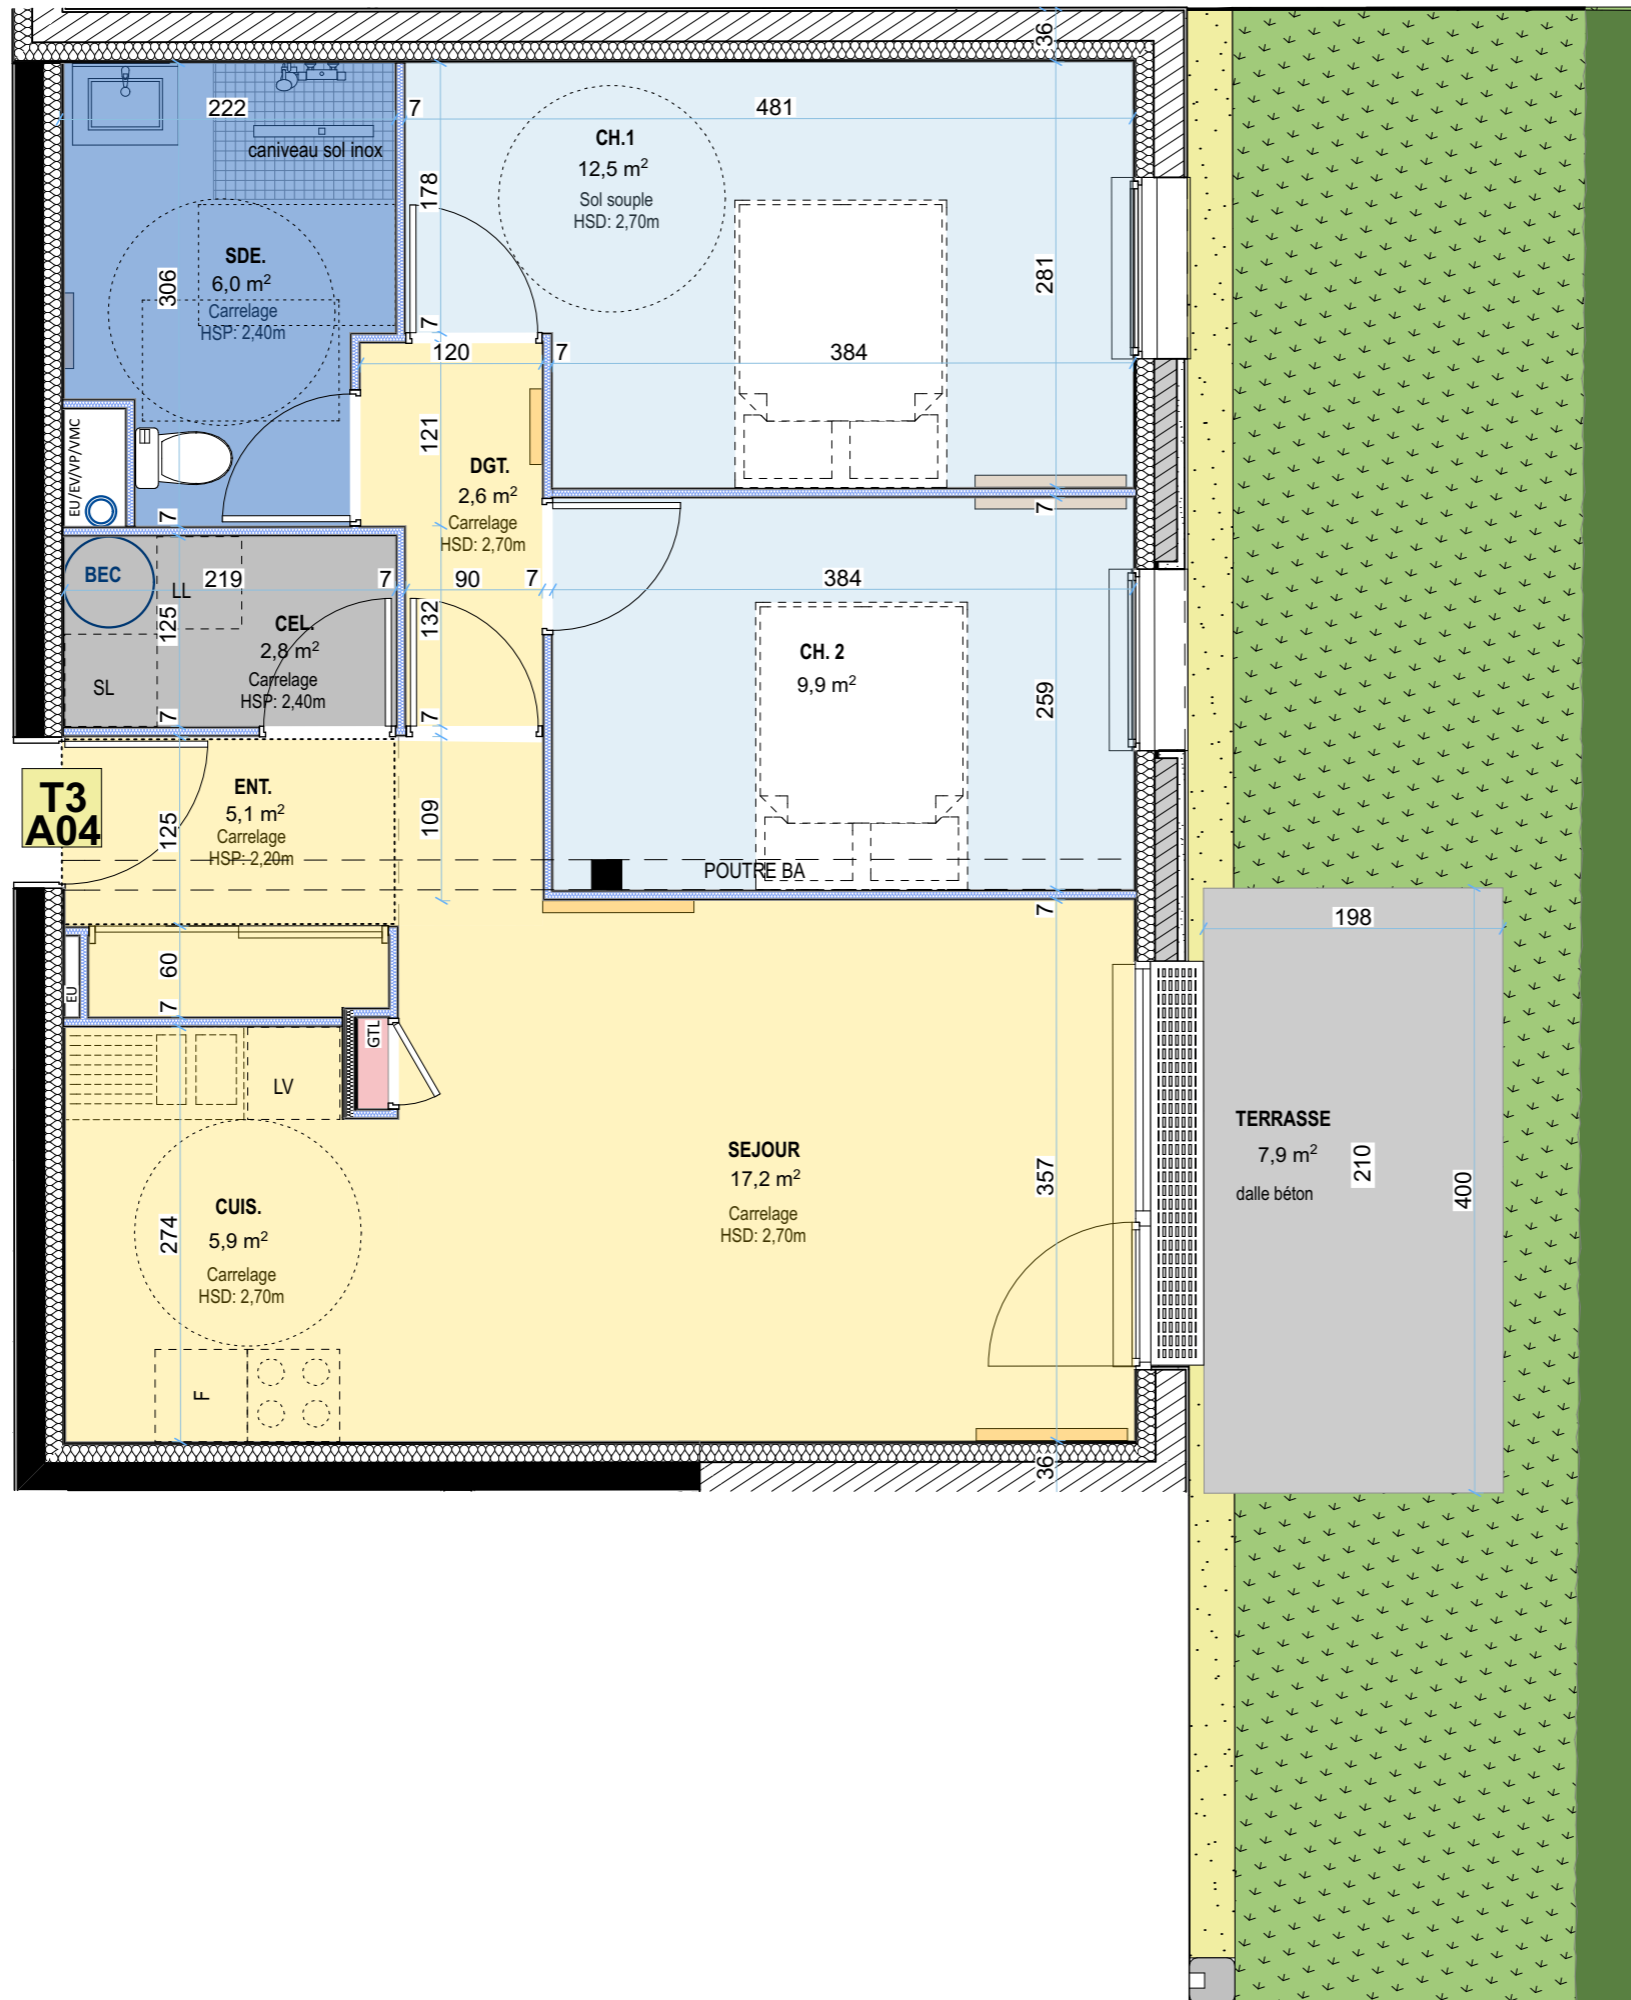 36
222
7
481
caniveau sol inox
CH.1
12,5 m²
Sol souple
HSD: 2,70m
178
SDE.
6,0 m²
Carrelage
HSP: 2,40m
306
281
7
120
7
384
121
EU/EV/VP/VMC
DGT.
2,6 m²
Carrelage
HSD: 2,70m
7
7
BEC
219
LL
7
90
7
384
125
132
CEL.
2,8 m²
Carrelage
HSP: 2,40m
SL
CH. 2
9,9 m²
259
7
7
T3
A04
ENT.
5,1 m²
Carrelage
HSP: 2,20m
125
109
POUTRE BA
7
198
60
EU
7
GTL
LV
SEJOUR
17,2 m²
Carrelage
HSD: 2,70m
357
TERRASSE
7,9 m²
dalle béton
210
400
CUIS.
5,9 m²
Carrelage
HSD: 2,70m
274
F
36